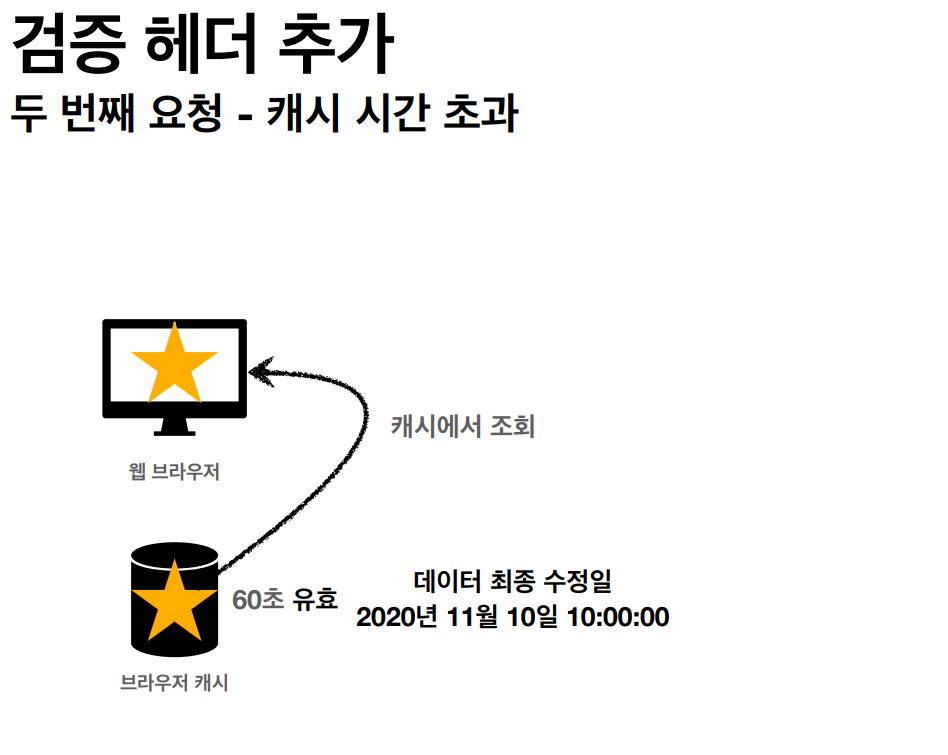 검증 헤더 추가
두 번째 요청 - 캐시 시간 초과
캐시에서 조회
웹 브라우저
60초 유효
데이터 최종 수정일
2020년 11월 10일 10:00:00
브라우저 캐시